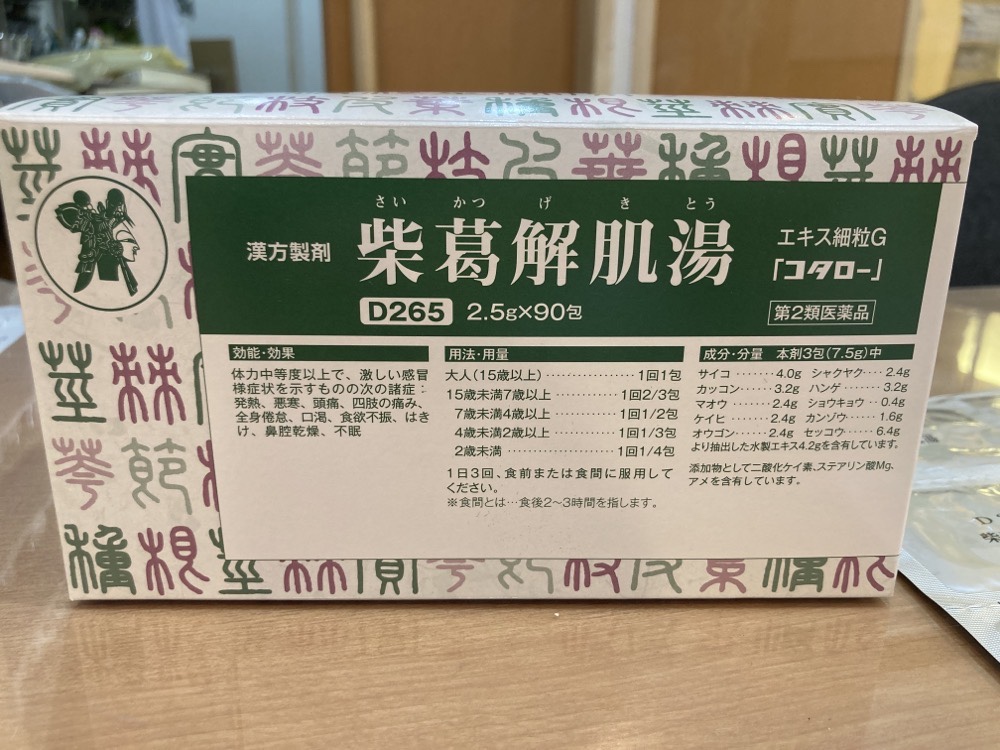 さい かつ げ き とう
漢方製剤 柴葛解肌湯 エキス細粒G
「コタロー」
D265 2.5g×90包 第2類医薬品
効能・効果
体力中等度以上で、激しい感冒
様症状を示すものの次の諸症：
発熱、悪寒、頭痛、四肢の痛み、
全身倦怠、口渇、食欲不振、はき
け、鼻腔乾燥、不眠
用法・用量
大人(15歳以上)……………1回1包
15歳未満7歳以上…………1回2/3包
7歳未満4歳以上…………1回1/2包
4歳未満2歳以上…………1回1/3包
2歳未満……………………1回1/4包
1日3回、食前または食間に服用して
ください。
※食間とは…食後2〜3時間を指します。
成分・分量 本剤3包(7.5g)中
サイコ……4.0g シャクヤク……2.4g
カッコン……3.2g ハンゲ……3.2g
マオウ……2.4g ショウキョウ…0.4g
ケイヒ……2.4g カンゾウ……1.6g
オウゴン……2.4g セッコウ……6.4g
より抽出した水製エキス4.2gを含有しています。
添加物として二酸化ケイ素、ステアリン酸Mg、
アメを含有しています。